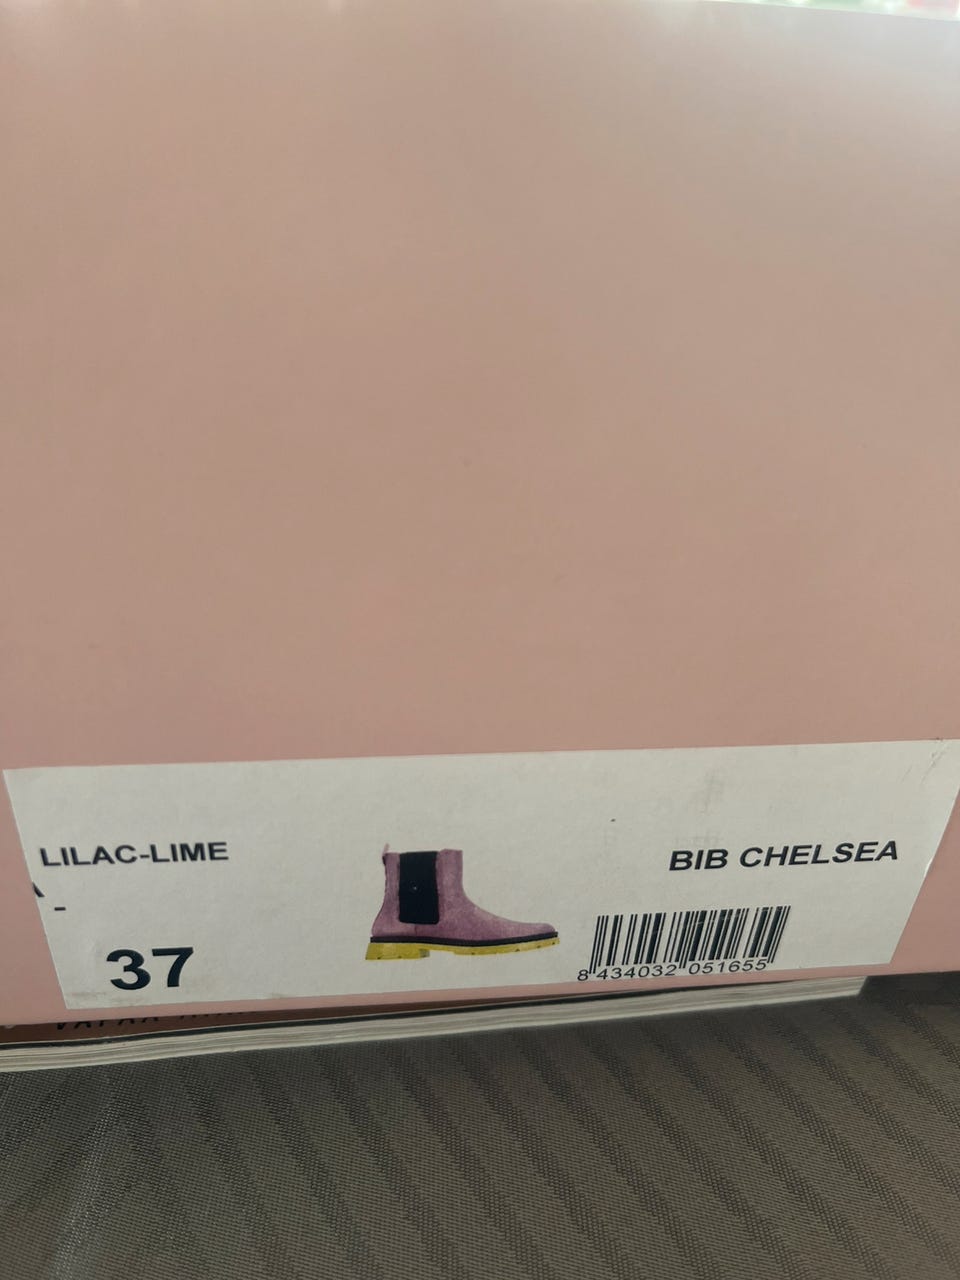 LILAC-LIME
BIB CHELSEA
-
37
8 434032 051655